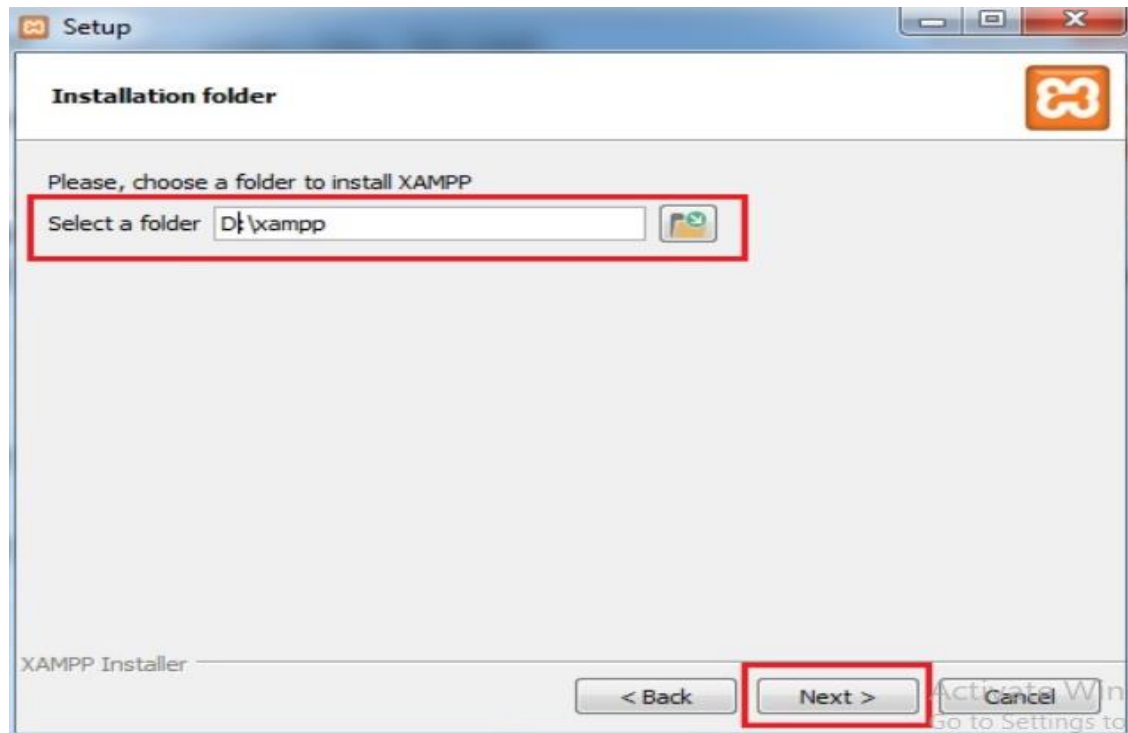 Setup
Installation folder
Please, choose a folder to install XAMPP
Select a folder D:\xampp
XAMPP Installer
< Back Next > Cancel
Activate Win
Go to Settings to